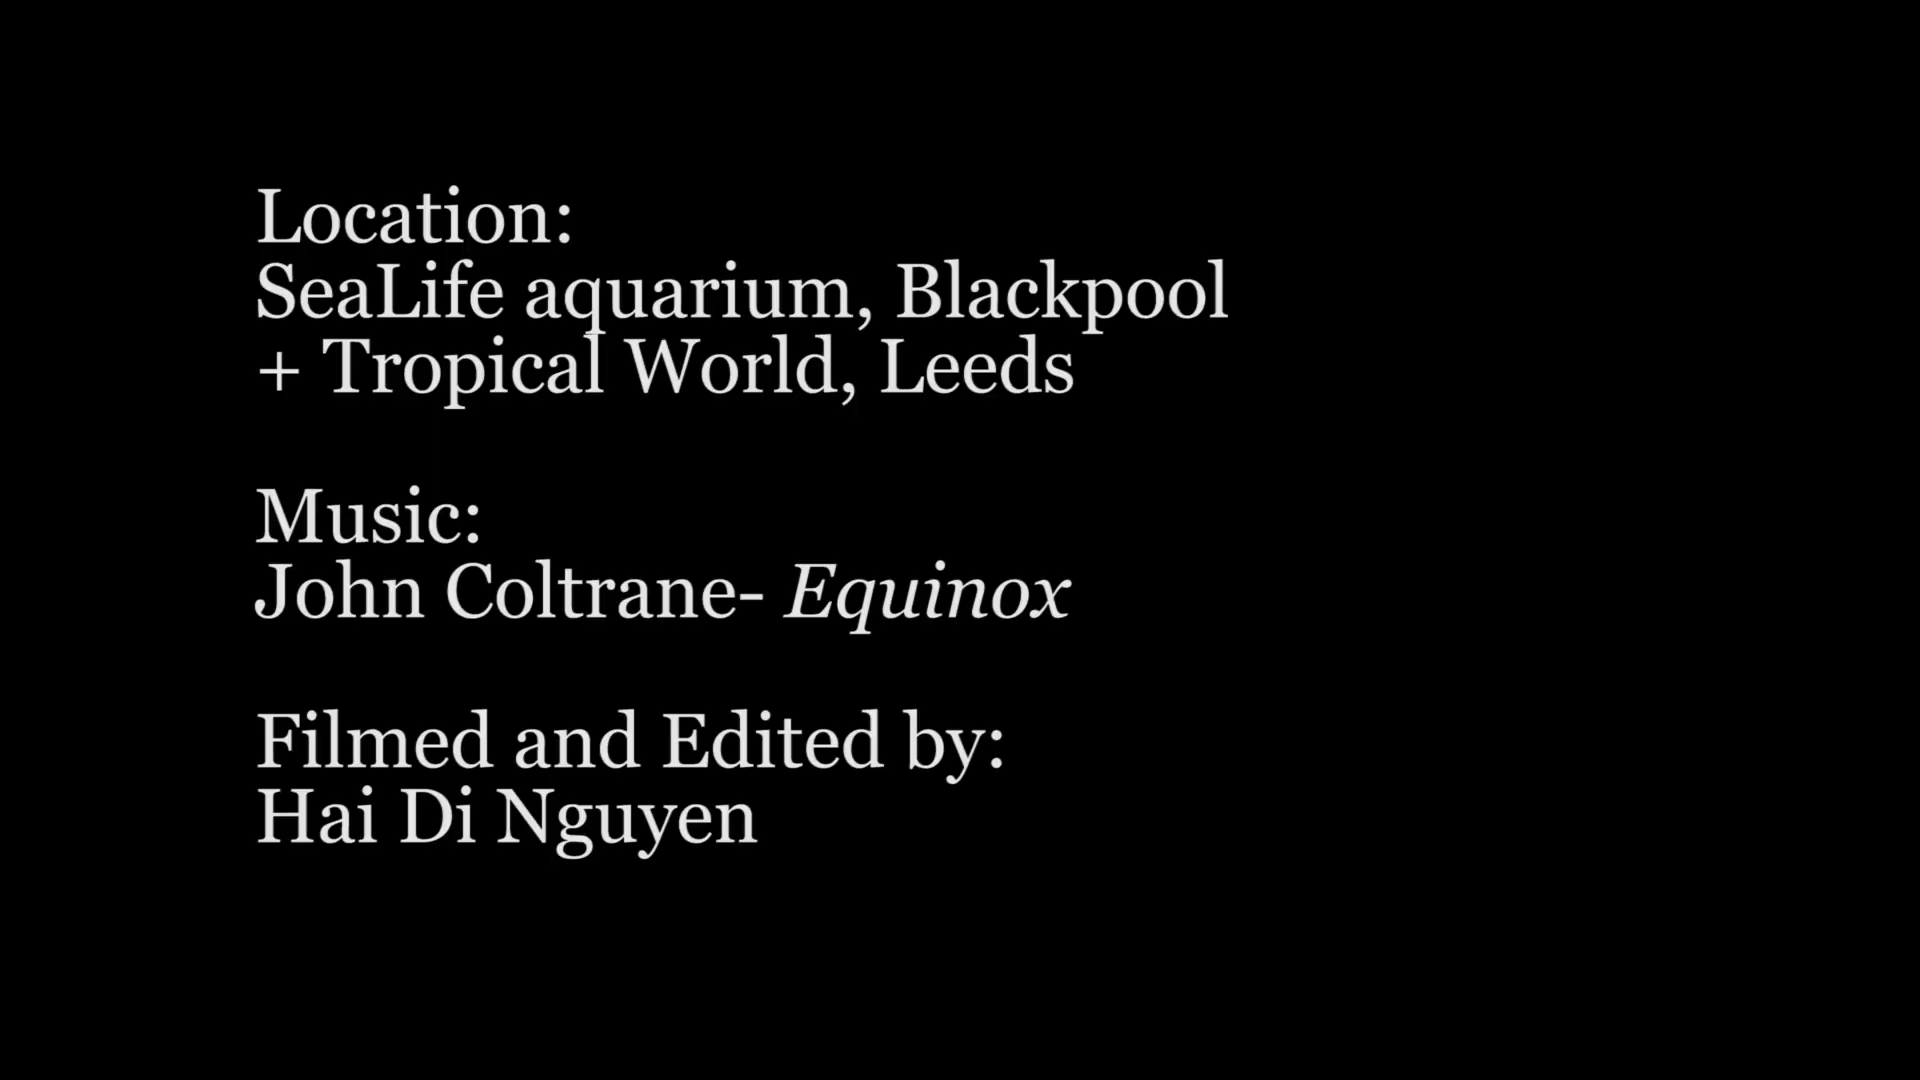 Location:
SeaLife aquarium, Blackpool
+ Tropical World, Leeds
Music:
John Coltrane- Equinox
Filmed and Edited by:
Hai Di Nguyen